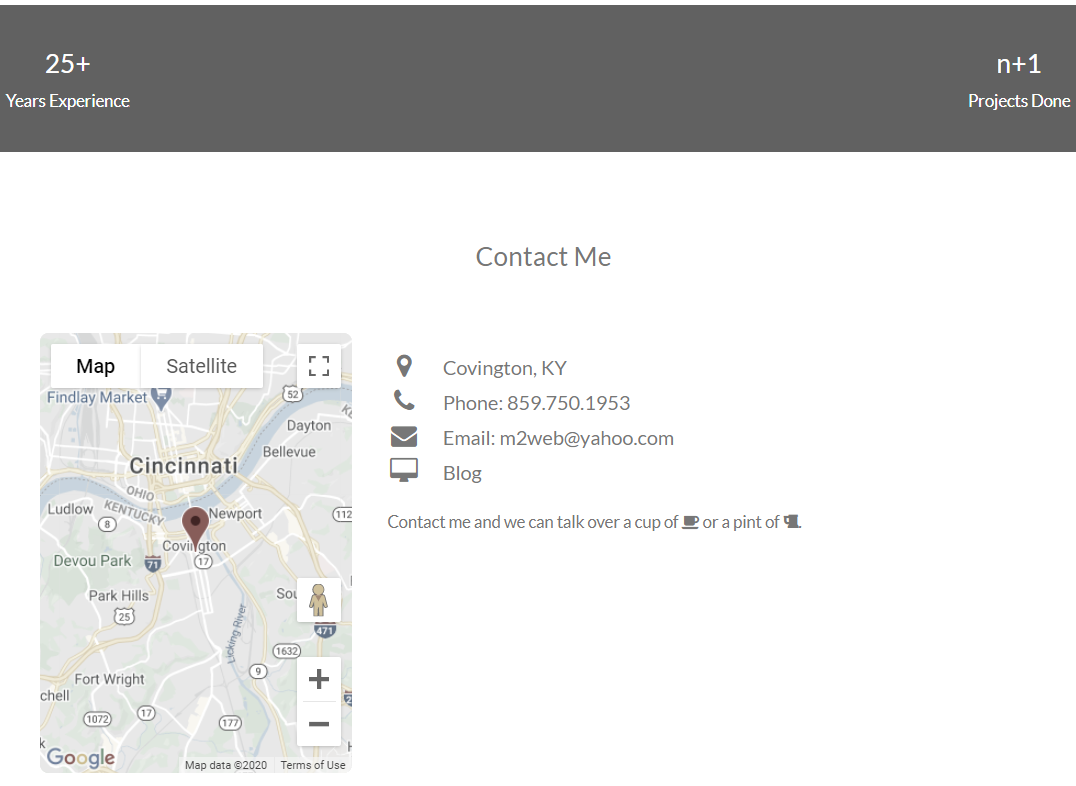 25+
Years Experience
n+1
Projects Done
Contact Me
Map
Satellite
Findlay Market
52
Dayton
Bellevue
Cincinnati
OHIO
KENTUCKY
Ludlow
8
Newport
112
Covington
17
Devou Park
71
Park Hills
25
Sou
471
Licking River
1632
9
Fort Wright
chell
1072
17
177
Google
Map data ©2020
Terms of Use
Covington, KY
Phone: 859.750.1953
Email: m2web@yahoo.com
Blog
Contact me and we can talk over a cup of or a pint of .